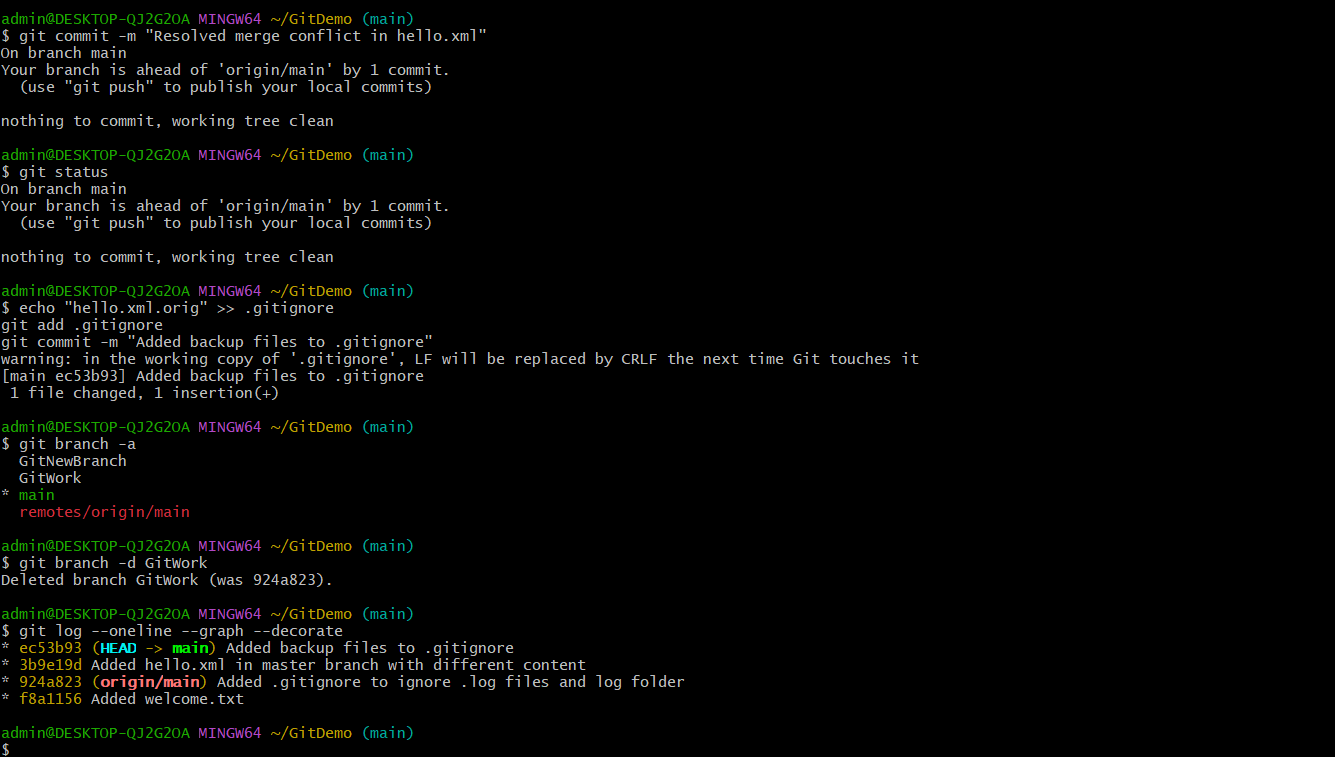 admin@DESKTOP-QJ2G2OA MINGW64 ~/GitDemo (main)
$ git commit -m "Resolved merge conflict in hello.xml"
On branch main
Your branch is ahead of 'origin/main' by 1 commit.
  (use "git push" to publish your local commits)
nothing to commit, working tree clean
admin@DESKTOP-QJ2G2OA MINGW64 ~/GitDemo (main)
$ git status
On branch main
Your branch is ahead of 'origin/main' by 1 commit.
  (use "git push" to publish your local commits)
nothing to commit, working tree clean
admin@DESKTOP-QJ2G2OA MINGW64 ~/GitDemo (main)
$ echo "hello.xml.orig" >> .gitignore
git add .gitignore
git commit -m "Added backup files to .gitignore"
warning: in the working copy of '.gitignore', LF will be replaced by CRLF the next time Git touches it
[main ec53b93] Added backup files to .gitignore
 1 file changed, 1 insertion(+)
admin@DESKTOP-QJ2G2OA MINGW64 ~/GitDemo (main)
$ git branch -a
  GitNewBranch
  GitWork
* main
  remotes/origin/main
admin@DESKTOP-QJ2G2OA MINGW64 ~/GitDemo (main)
$ git branch -d GitWork
Deleted branch GitWork (was 924a823).
admin@DESKTOP-QJ2G2OA MINGW64 ~/GitDemo (main)
$ git log --oneline --graph --decorate
* ec53b93 (HEAD -> main) Added backup files to .gitignore
* 3b9e19d Added hello.xml in master branch with different content
* 924a823 (origin/main) Added .gitignore to ignore .log files and log folder
* f8a1156 Added welcome.txt
admin@DESKTOP-QJ2G2OA MINGW64 ~/GitDemo (main)
$